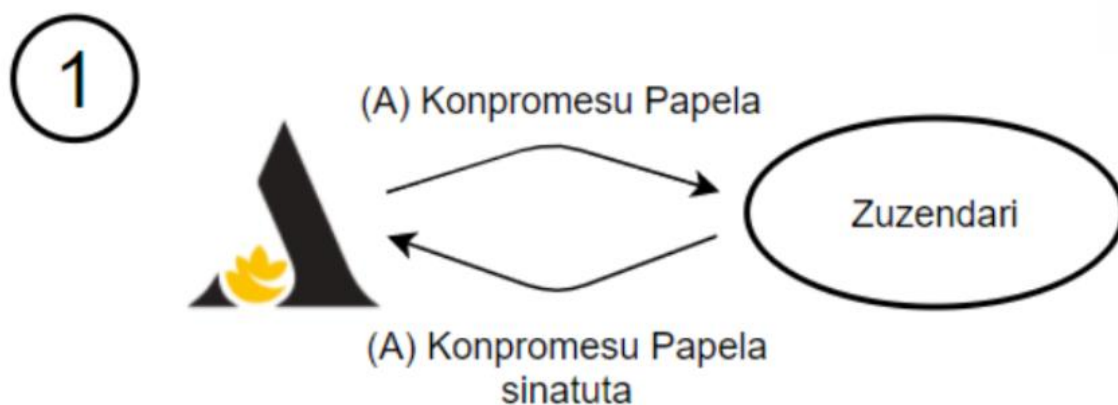 1
(A) Konpromesu Papela
Zuzendari
(A) Konpromesu Papela
sinatuta